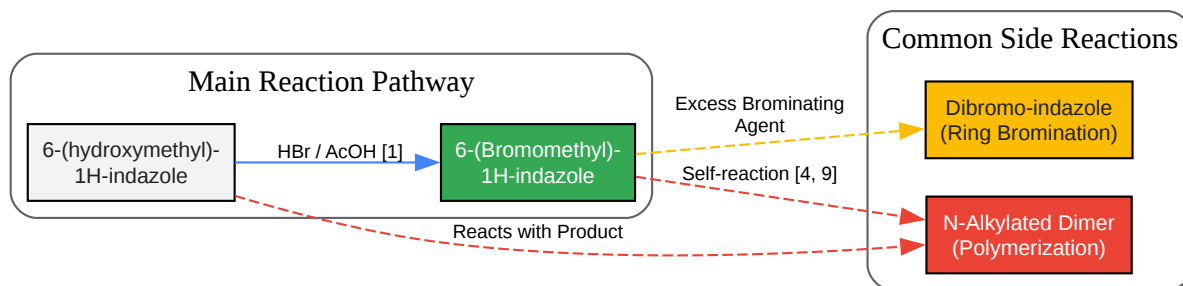 Common Side Reactions
Main Reaction Pathway
6-(hydroxymethyl)-
1H-indazole
HBr / AcOH [1]
6-(Bromomethyl)-
1H-indazole
Excess Brominating
Agent
Dibromo-indazole
(Ring Bromination)
Self-reaction [4, 9]
Reacts with Product
N-Alkylated Dimer
(Polymerization)